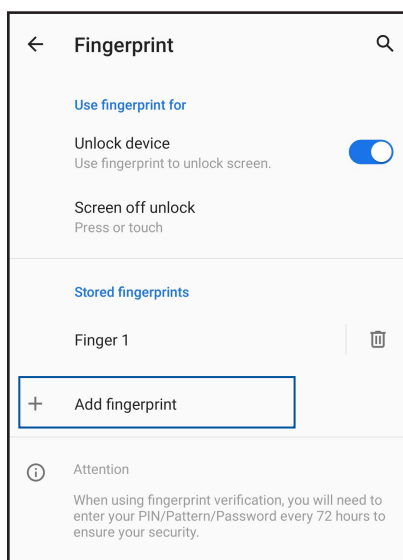 Fingerprint
Use fingerprint for
Unlock device
Use fingerprint to unlock screen.
Screen off unlock
Press or touch
Stored fingerprints
Finger 1
Add fingerprint
Attention
When using fingerprint verification, you will need to
enter your PIN/Pattern/Password every 72 hours to
ensure your security.